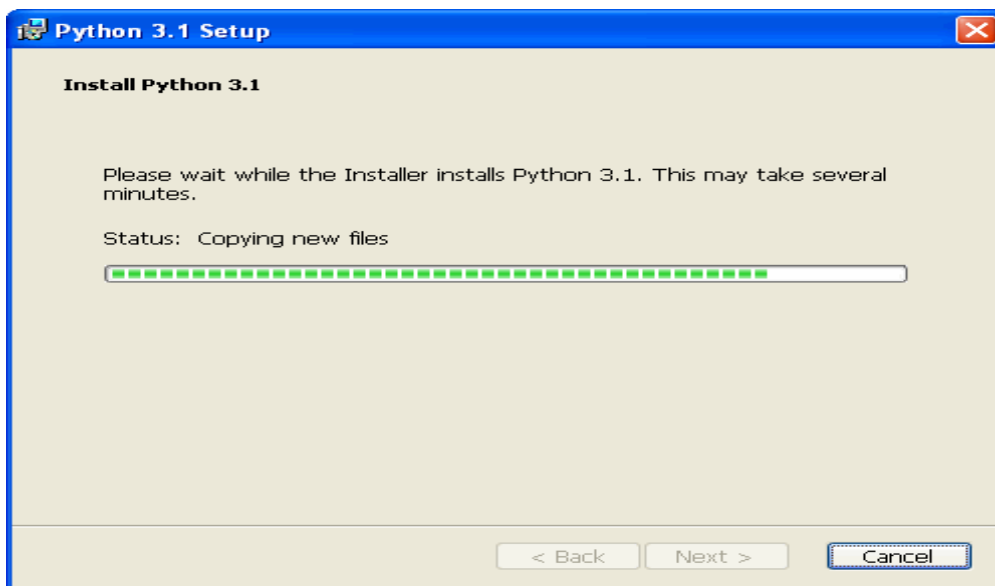 Python 3.1 Setup
Install Python 3.1
Please wait while the Installer installs Python 3.1. This may take several
minutes.
Status: Copying new files
< Back Next > Cancel